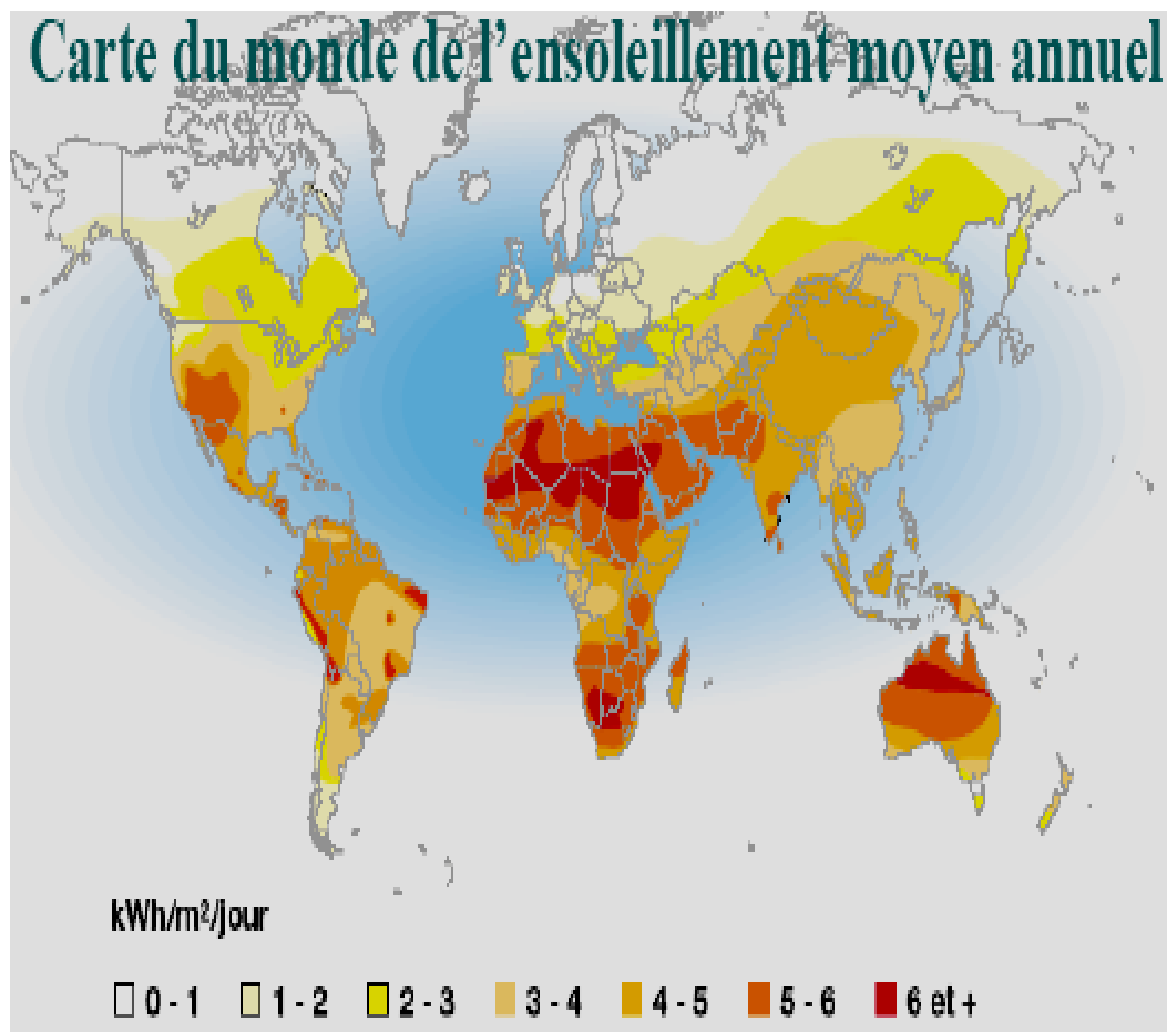 Carte du monde de l'ensoleillement moyen annuel
kWh/m²/jour
0 - 1 1 - 2 2 - 3 3 - 4 4 - 5 5 - 6 6 et +